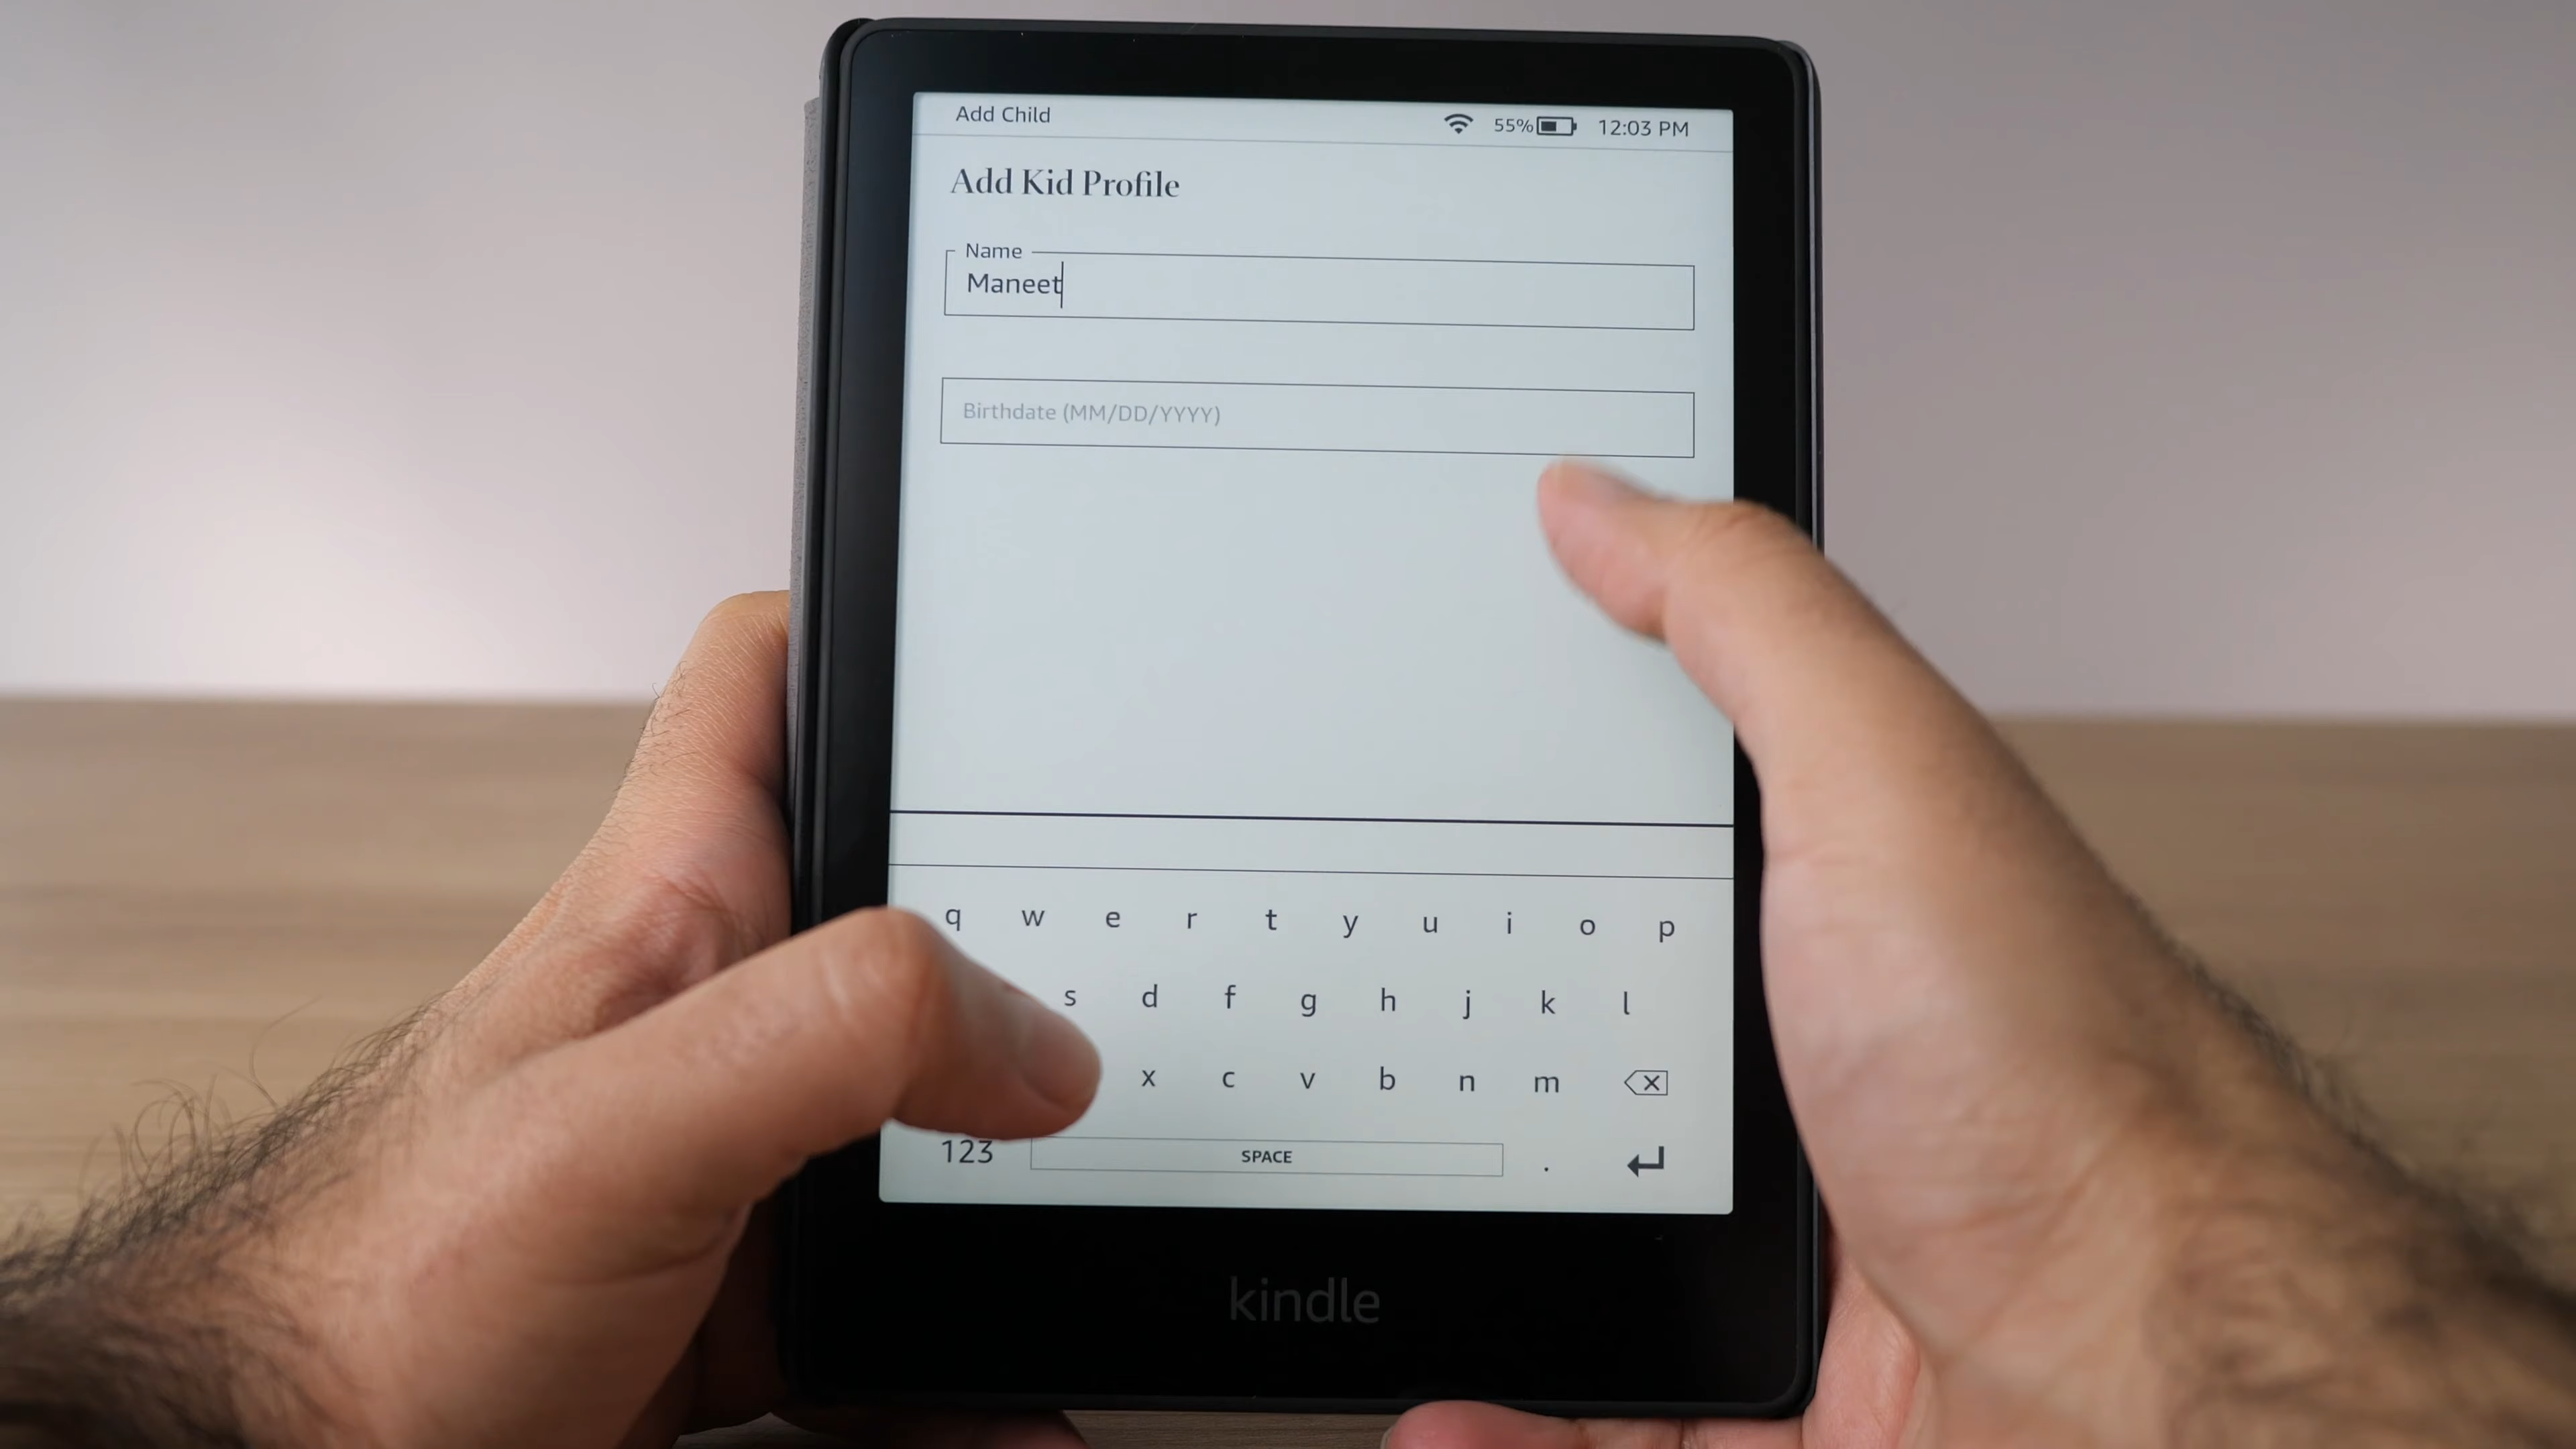 Add Child 55% 12:03 PM
Add Kid Profile
Name
Maneet
Birthdate (MM/DD/YYYY)
q w e r t y u i o p
s d f g h j k l
x c v b n m
123 SPACE .
kindle